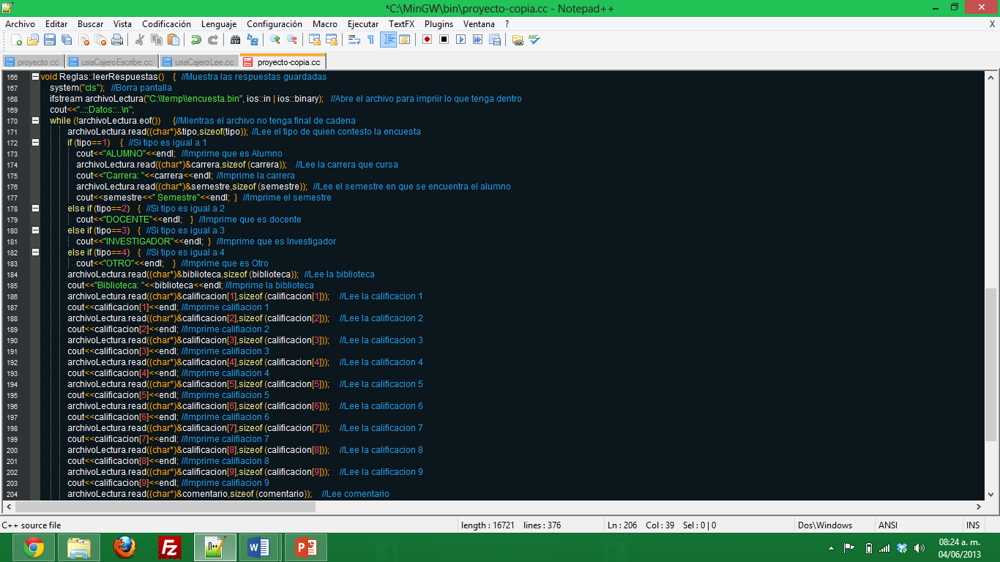 *C:\MinGW\bin\proyecto-copia.cc - Notepad++
Archivo Editar Buscar Vista Codificación Lenguaje Configuración Macro Ejecutar TextFX Plugins Ventana ? X
proyecto.cc usaCajeroEscribe.cc usaCajeroLee.cc proyecto-copia.cc
166 void Reglas::leerRespuestas() { //Muestra las respuestas guardadas
167 system("cls"); //Borra pantalla
168 ifstream archivoLectura("C:\\temp\\encuesta.bin", ios::in | ios::binary); //Abre el archivo para impriir lo que tenga dentro
169 cout<<"..::Datos::..\n";
170 while (!archivoLectura.eof()) {//Mientras el archivo no tenga final de cadena
171 archivoLectura.read((char*)&tipo,sizeof(tipo)); //Lee el tipo de quien contesto la encuesta
172 if (tipo==1) { //Si tipo es igual a 1
173 cout<<"ALUMNO"<<endl; //Imprime que es Alumno
174 archivoLectura.read((char*)&carrera,sizeof (carrera)); //Lee la carrera que cursa
175 cout<<"Carrera: "<<carrera<<endl; //Imprime la carrera
176 archivoLectura.read((char*)&semestre,sizeof (semestre)); //Lee el semestre en que se encuentra el alumno
177 cout<<semestre<<" Semestre"<<endl; } //Imprime el semestre
178 else if (tipo==2) { //Si tipo es igual a 2
179 cout<<"DOCENTE"<<endl; } //Imprime que es docente
180 else if (tipo==3) { //Si tipo es igual a 3
181 cout<<"INVESTIGADOR"<<endl; } //Imprime que es Investigador
182 else if (tipo==4) { //Si tipo es igual a 4
183 cout<<"OTRO"<<endl; } //Imprime que es Otro
184 archivoLectura.read((char*)&biblioteca,sizeof (biblioteca)); //Lee la biblioteca
185 cout<<"Biblioteca: "<<biblioteca<<endl; //Imprime la biblioteca
186 archivoLectura.read((char*)&calificacion[1],sizeof (calificacion[1])); //Lee la calificacion 1
187 cout<<calificacion[1]<<endl; //Imprime califiacion 1
188 archivoLectura.read((char*)&calificacion[2],sizeof (calificacion[2])); //Lee la calificacion 2
189 cout<<calificacion[2]<<endl; //Imprime califiacion 2
190 archivoLectura.read((char*)&calificacion[3],sizeof (calificacion[3])); //Lee la calificacion 3
191 cout<<calificacion[3]<<endl; //Imprime califiacion 3
192 archivoLectura.read((char*)&calificacion[4],sizeof (calificacion[4])); //Lee la calificacion 4
193 cout<<calificacion[4]<<endl; //Imprime califiacion 4
194 archivoLectura.read((char*)&calificacion[5],sizeof (calificacion[5])); //Lee la calificacion 5
195 cout<<calificacion[5]<<endl; //Imprime califiacion 5
196 archivoLectura.read((char*)&calificacion[6],sizeof (calificacion[6])); //Lee la calificacion 6
197 cout<<calificacion[6]<<endl; //Imprime califiacion 6
198 archivoLectura.read((char*)&calificacion[7],sizeof (calificacion[7])); //Lee la calificacion 7
199 cout<<calificacion[7]<<endl; //Imprime califiacion 7
200 archivoLectura.read((char*)&calificacion[8],sizeof (calificacion[8])); //Lee la calificacion 8
201 cout<<calificacion[8]<<endl; //Imprime califiacion 8
202 archivoLectura.read((char*)&calificacion[9],sizeof (calificacion[9])); //Lee la calificacion 9
203 cout<<calificacion[9]<<endl; //Imprime califiacion 9
204 archivoLectura.read((char*)&comentario,sizeof (comentario)); //Lee comentario
C++ source file length : 16721 lines : 376 Ln : 206 Col : 39 Sel : 0 | 0 Dos\Windows ANSI INS
08:24 a. m.
04/06/2013